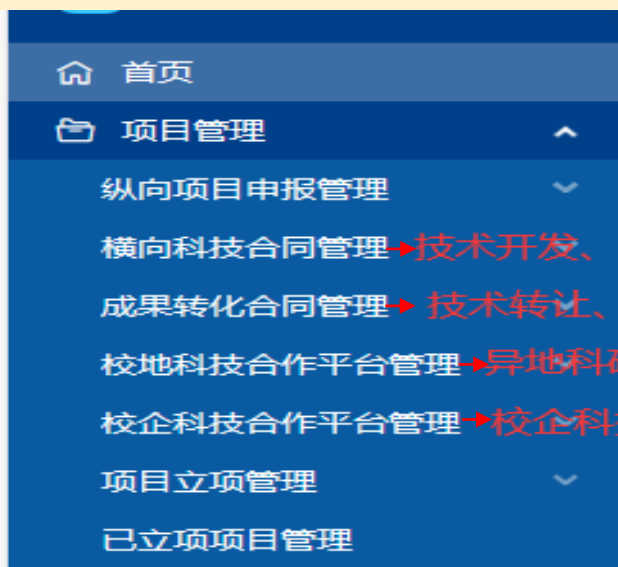 首页
项目管理
纵向项目申报管理
横向科技合同管理 技术开发、
成果转化合同管理 技术转让、
校地科技合作平台管理 异地科研
校企科技合作平台管理 校企科技
项目立项管理
已立项项目管理